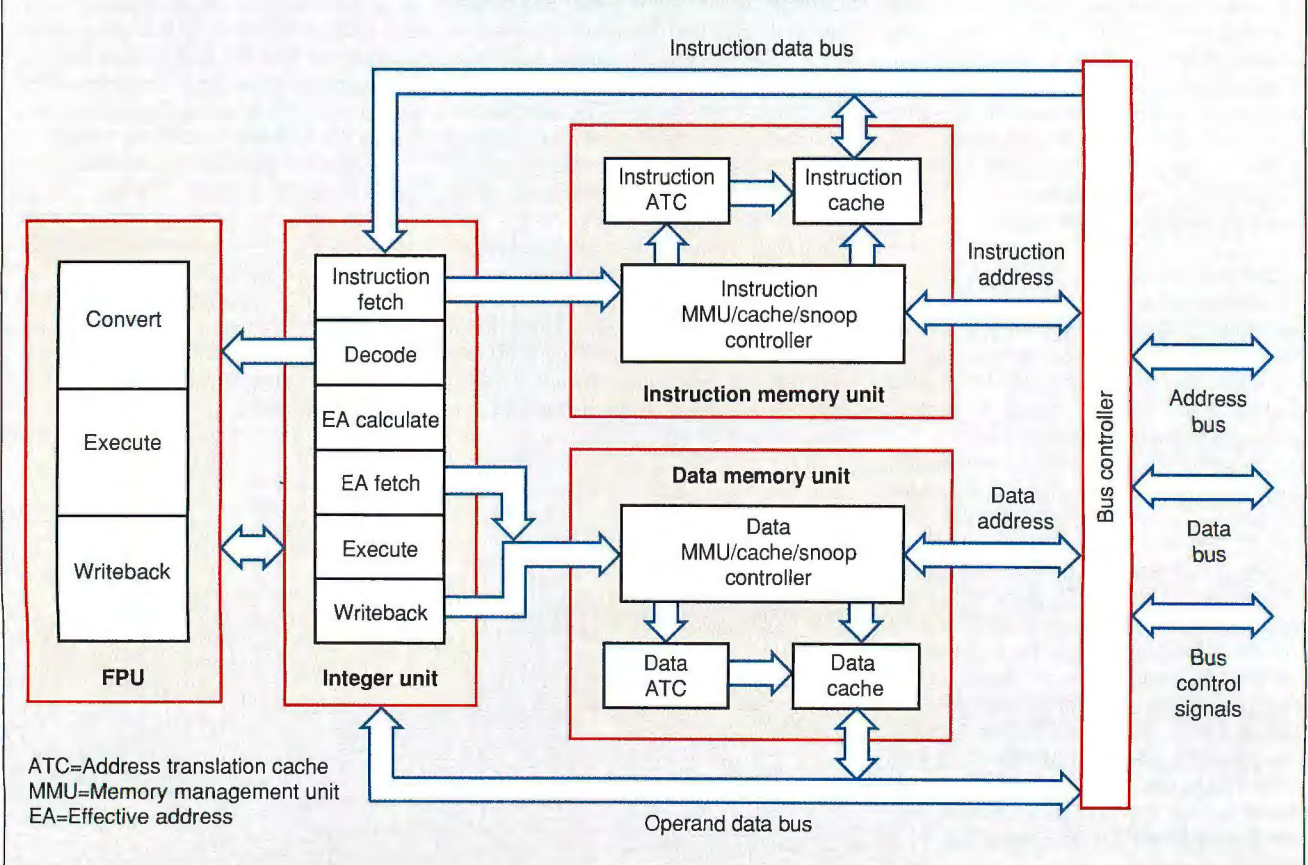 Instruction data bus
Instruction
ATC
Instruction
cache
Instruction
MMU/cache/snoop
controller
Instruction memory unit
Instruction
address
Convert
Execute
Writeback
FPU
Instruction
fetch
Decode
EA calculate
EA fetch
Execute
Writeback
Integer unit
Data memory unit
Data
MMU/cache/snoop
controller
Data
ATC
Data
cache
Data
address
Bus controller
Address
bus
Data
bus
Bus
control
signals
Operand data bus
ATC=Address translation cache
MMU=Memory management unit
EA=Effective address